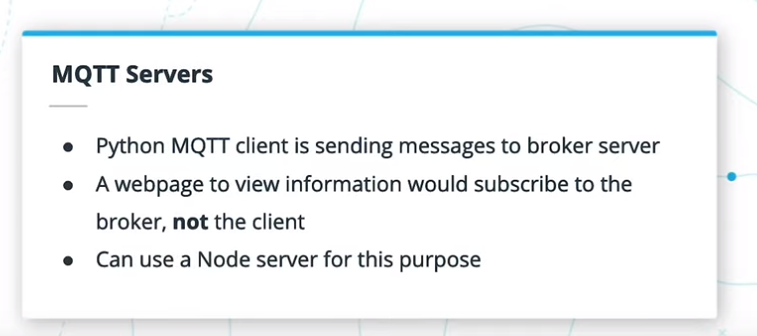 MQTT Servers
● Python MQTT client is sending messages to broker server
● A webpage to view information would subscribe to the
broker, not the client
● Can use a Node server for this purpose